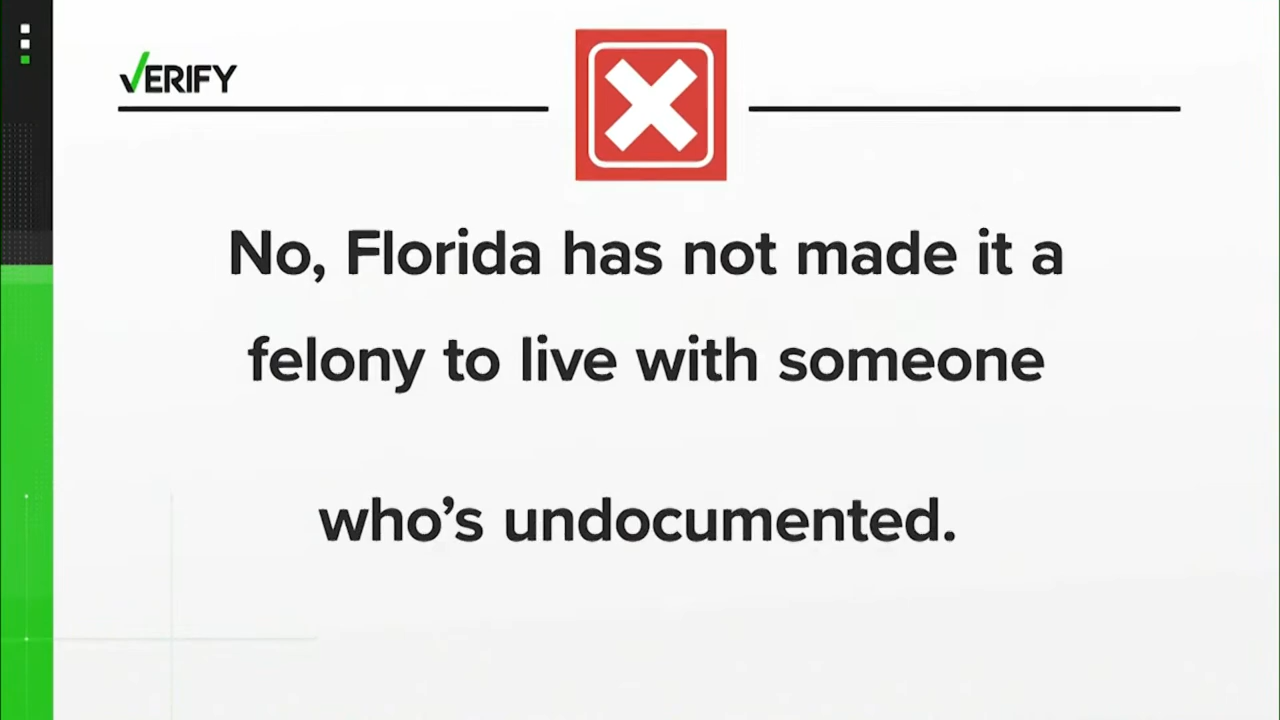 VERIFY
No, Florida has not made it a
felony to live with someone
who's undocumented.